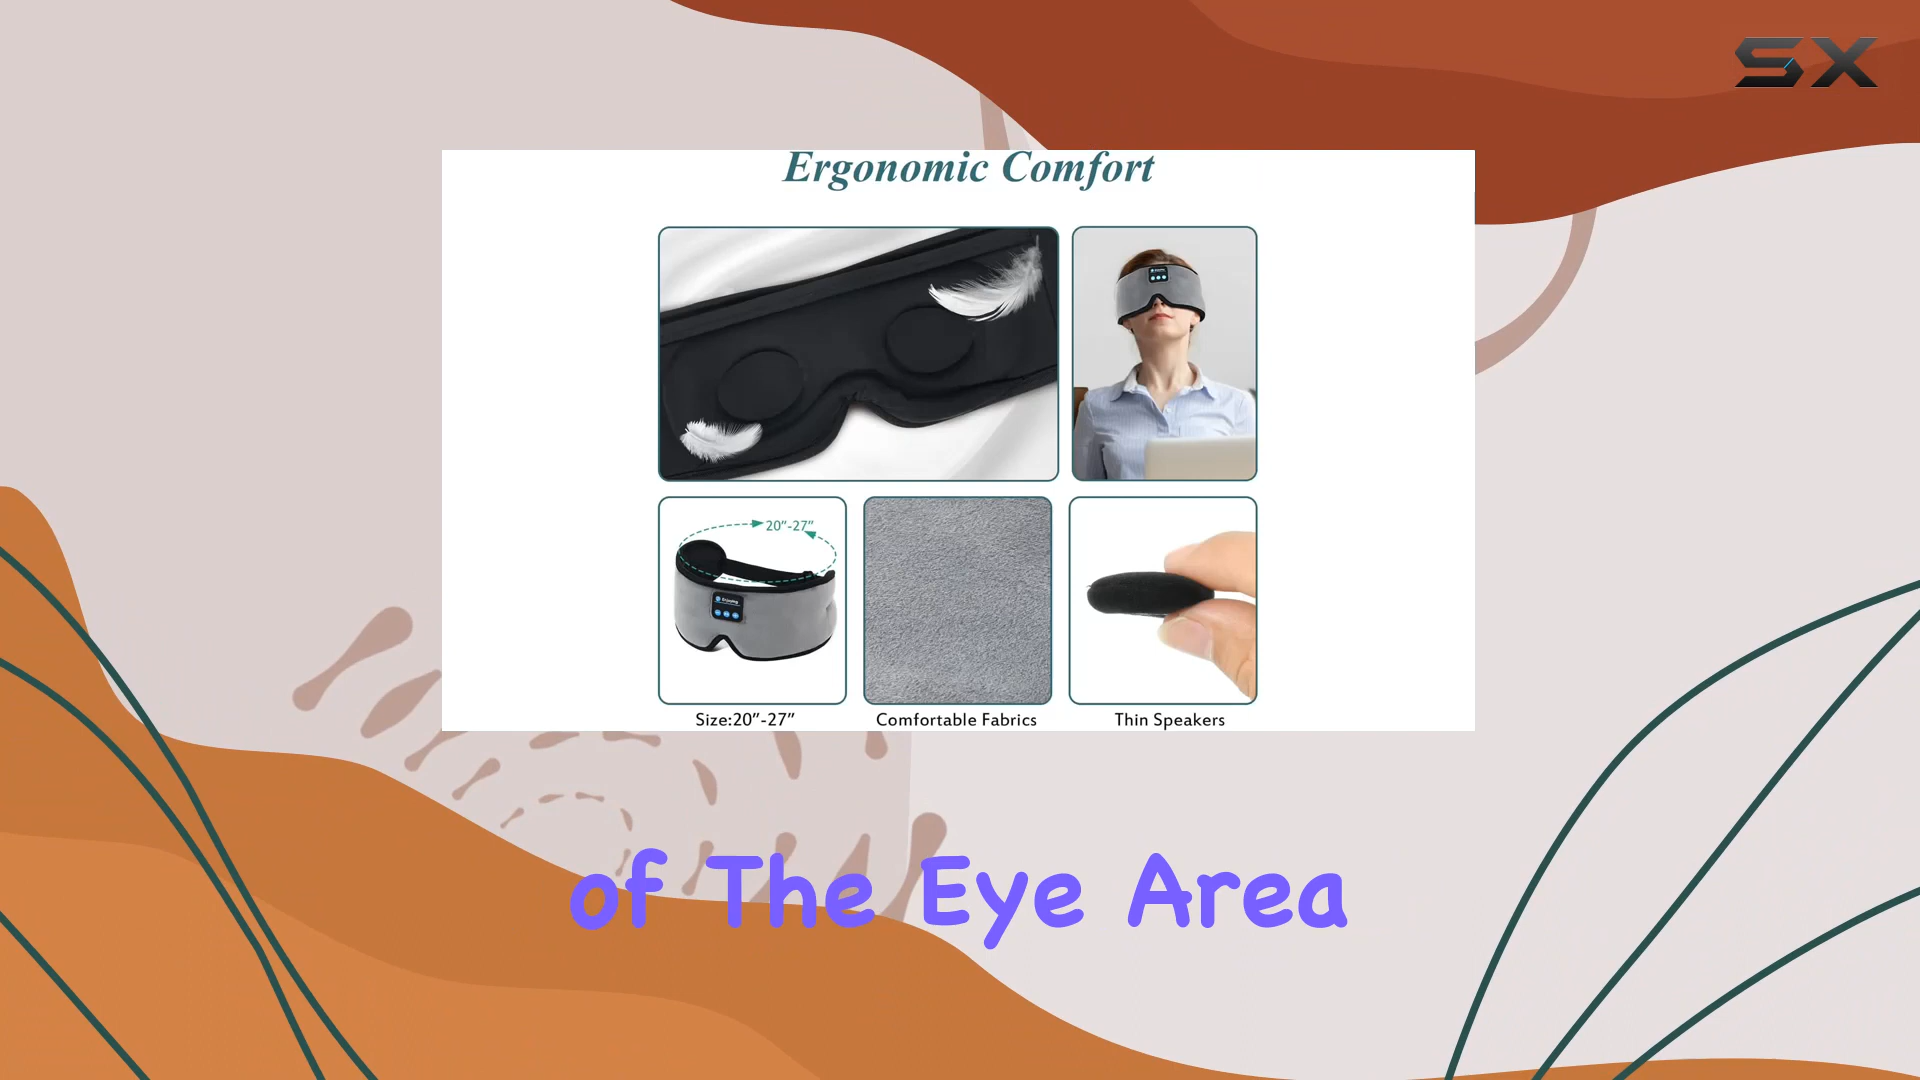 SX
Ergonomic Comfort
20"-27"
Size:20"-27"
Comfortable Fabrics
Thin Speakers
of The Eye Area